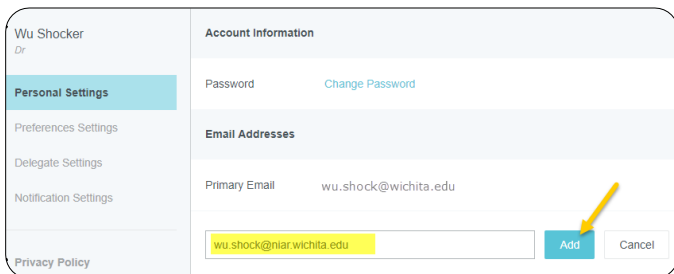 Wu Shocker
Dr
Personal Settings
Preferences Settings
Delegate Settings
Notification Settings
Privacy Policy
Account Information
Password Change Password
Email Addresses
Primary Email wu.shock@wichita.edu
wu.shock@niar.wichita.edu Add Cancel